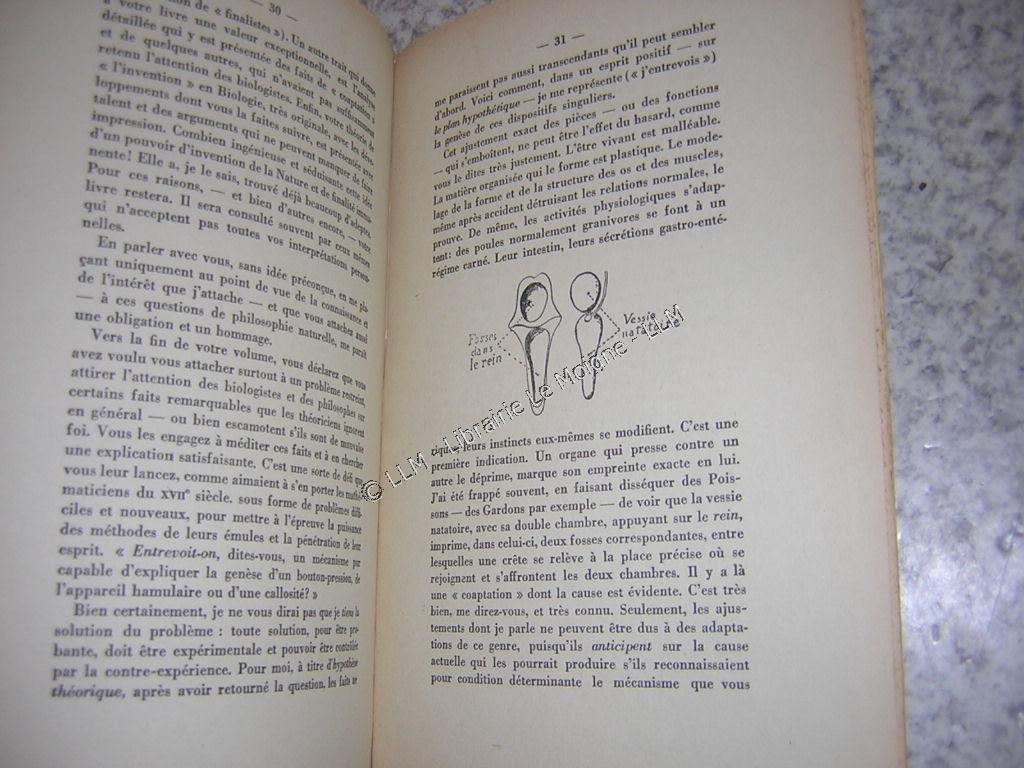 — 30 —
de « finalistes »). Un autre trait qui donne
à votre livre une valeur exceptionnelle, est l'analyse
détaillée qui y est présentée des faits de « coaptation »
et de quelques autres, qui n'avaient pas suffisamment
retenu l'attention des biologistes. Enfin, votre théorie de
« l'invention » en Biologie, très originale, avec les déve-
loppements dont vous la faites suivre, est présentée avec
talent et des arguments qui ne peuvent manquer de faire
impression. Combien ingénieuse et séduisante cette idée
d'un pouvoir d'invention de la Nature et de finalité imma-
nente! Elle a, je le sais, trouvé déjà beaucoup d'adeptes.
Pour ces raisons, — et bien d'autres encore, — votre
livre restera. Il sera consulté souvent par ceux mêmes
qui n'acceptent pas toutes vos interprétations person-
nelles.
En parler avec vous, sans idée préconçue, en me pla-
çant uniquement au point de vue de la connaissance et
de l'intérêt que j'attache — et que vous attachez aussi
— à ces questions de philosophie naturelle, me paraît
une obligation et un hommage.
Vers la fin de votre volume, vous déclarez que vous
avez voulu vous attacher surtout à un problème restreint,
attirer l'attention des biologistes et des philosophes sur
certains faits remarquables que les théoriciens ignorent
en général — ou bien escamotent s'ils sont de mauvaise
foi. Vous les engagez à méditer ces faits et à en chercher
une explication satisfaisante. C'est une sorte de défi que
vous leur lancez, comme aimaient à s'en porter les mathé-
maticiens du XVIIe siècle. sous forme de problèmes diffi-
ciles et nouveaux, pour mettre à l'épreuve la puissance
des méthodes de leurs émules et la pénétration de leur
esprit. « Entrevoit-on, dites-vous, un mécanisme pur
capable d'expliquer la genèse d'un bouton-pression, de
l'appareil hamulaire ou d'une callosité? »
Bien certainement, je ne vous dirai pas que je tiens la
solution du problème : toute solution, pour être pro-
bante, doit être expérimentale et pouvoir être contrôlée
par la contre-expérience. Pour moi, à titre d'hypothèse
théorique, après avoir retourné la question, les faits ne
— 31 —
me paraissent pas aussi transcendants qu'il peut sembler
d'abord. Voici comment, dans un esprit positif — sur
le plan hypothétique — je me représente (« j'entrevois »)
la genèse de ces dispositifs singuliers.
Cet ajustement exact des pièces — ou des fonctions
— qui s'emboîtent, ne peut être l'effet du hasard, comme
vous le dites très justement. L'être vivant est malléable.
La matière organisée qui le forme est plastique. Le mode-
lage de la forme et de la structure des os et des muscles,
même après accident détruisant les relations normales, le
prouve. De même, les activités physiologiques s'adap-
tent: des poules normalement granivores se font à un
régime carné. Leur intestin, leurs sécrétions gastro-enté-
Fosses
dans
le rein
Vessie
natatoire
© LLM - Librairie Le Molène - LLM
riques, leurs instincts eux-mêmes se modifient. C'est une
première indication. Un organe qui presse contre un
autre le déprime, marque son empreinte exacte en lui.
J'ai été frappé souvent, en faisant disséquer des Pois-
sons — des Gardons par exemple — de voir que la vessie
natatoire, avec sa double chambre, appuyant sur le rein,
imprime, dans celui-ci, deux fosses correspondantes, entre
lesquelles une crête se relève à la place précise où se
rejoignent et s'affrontent les deux chambres. Il y a là
une « coaptation » dont la cause est évidente. C'est très
bien, me direz-vous, et très connu. Seulement, les ajus-
tements dont je parle ne peuvent être dus à des adapta-
tions de ce genre, puisqu'ils anticipent sur la cause
actuelle qui les pourrait produire s'ils reconnaissaient
pour condition déterminante le mécanisme que vous